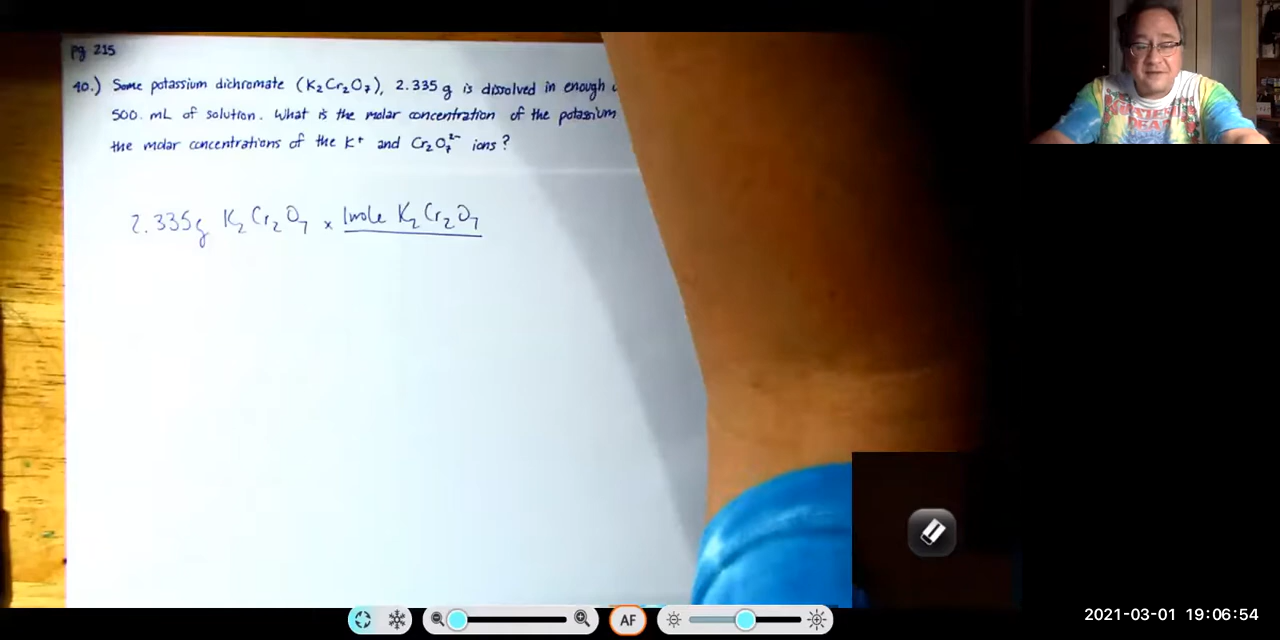 pg 215
40.) Some potassium dichromate (K₂Cr₂O₇), 2.335 g is dissolved in enough
500. mL of solution. What is the molar concentration of the potassium
the molar concentrations of the K⁺ and Cr₂O₇²⁻ ions?
2.335g K₂Cr₂O₇ × 1mole K₂Cr₂O₇
AF
2021-03-01 19:06:54